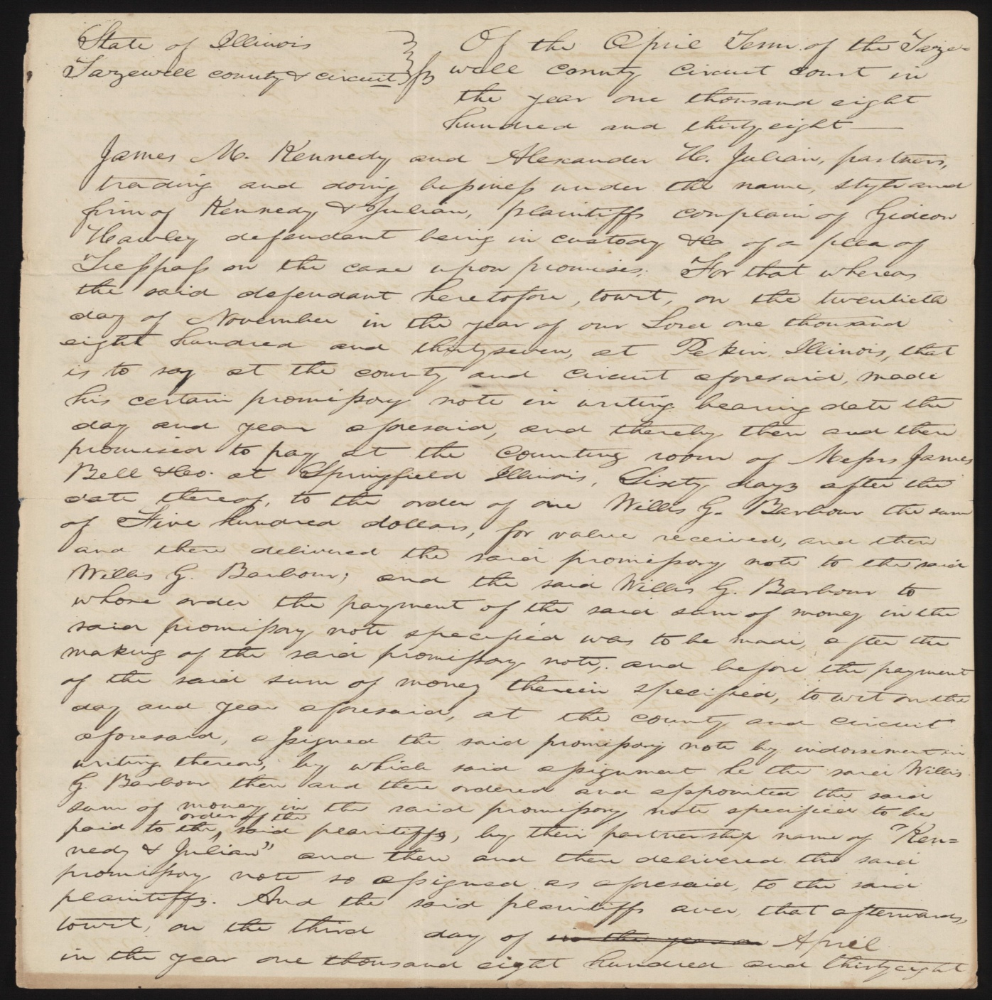 State of Illinois
Tazewell county & circuit } ss
Of the April Term of the Taze=
well county circuit court in
the year one thousand eight
hundred and thirty eight —
James M. Kennedy and Alexander H. Julian, partners,
trading and doing business under the name, style and
firm of Kennedy & Julian, plaintiffs complain of Gideon
Hawley defendant being in custody &c of a plea of
Trespass on the case upon promises: For that whereas
the said defendant heretofore, towit, on the twentieth
day of November in the year of our Lord one thousand
eight hundred and thirty seven, at Pekin Illinois, that
is to say at the county and circuit aforesaid, made
his certain promissory note in writing bearing date the
day and year aforesaid, and thereby then and then
promised to pay at the Counting room of Messrs James
Bell & Co. at Springfield Illinois, Sixty days after the
date thereof, to the order of one Willis G. Barbour the sum
of Five hundred dollars, for value received, and then
and there delivered the said promissory note to the said
Willis G. Barbour; and the said Willis G. Barbour to
whose order the payment of the said sum of money in the
said promissory note specified was to be made, after the
making of the said promissory note, and before the payment
of the said sum of money therein specified, to wit on the
day and year aforesaid, at the county and circuit
aforesaid, assigned the said promissory note by indorsement in
writing thereon, by which said assignment he the said Willis
G. Barbour then and there ordered and appointed the said
sum of money in the said promissory note specified to be
paid to the order of the said plaintiffs, by their partnership name of "Ken=
nedy & Julian" and then and there delivered the said
promissory note so assigned as aforesaid, to the said
plaintiffs. And the said plaintiffs aver, that afterwards,
towit, on the third day of in the year on April
in the year one thousand eight hundred and thirty eight